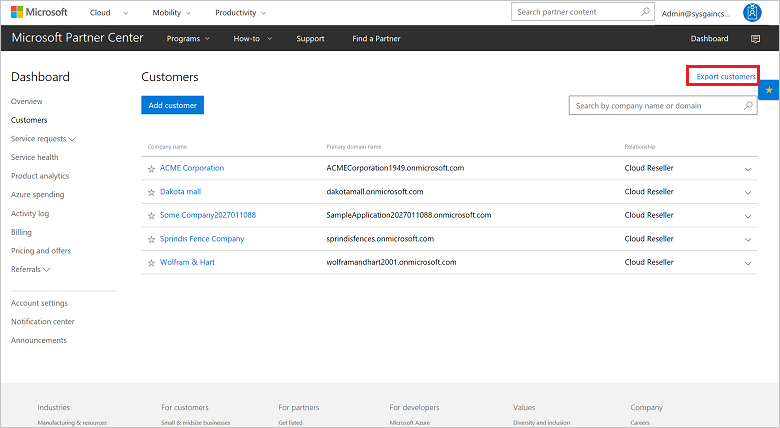 Microsoft Cloud Mobility Productivity Search partner content Admin@sysgaincs...
Microsoft Partner Center Programs How-to Support Find a Partner Dashboard
Dashboard
Overview
Customers
Service requests
Service health
Product analytics
Azure spending
Activity log
Billing
Pricing and offers
Referrals
Account settings
Notification center
Announcements
Customers
Export customers
Add customer
Search by company name or domain
Company name Primary domain name Relationship
ACME Corporation ACMECorporation1949.onmicrosoft.com Cloud Reseller
Dakota mall dakotamall.onmicrosoft.com Cloud Reseller
Some Company2027011088 SampleApplication2027011088.onmicrosoft.com Cloud Reseller
Sprindis Fence Company sprindisfences.onmicrosoft.com Cloud Reseller
Wolfram & Hart wolframandhart2001.onmicrosoft.com Cloud Reseller
Industries For customers For partners For developers Values Company
Manufacturing & resources Small & midsize businesses Get listed Microsoft Azure Diversity and inclusion Careers